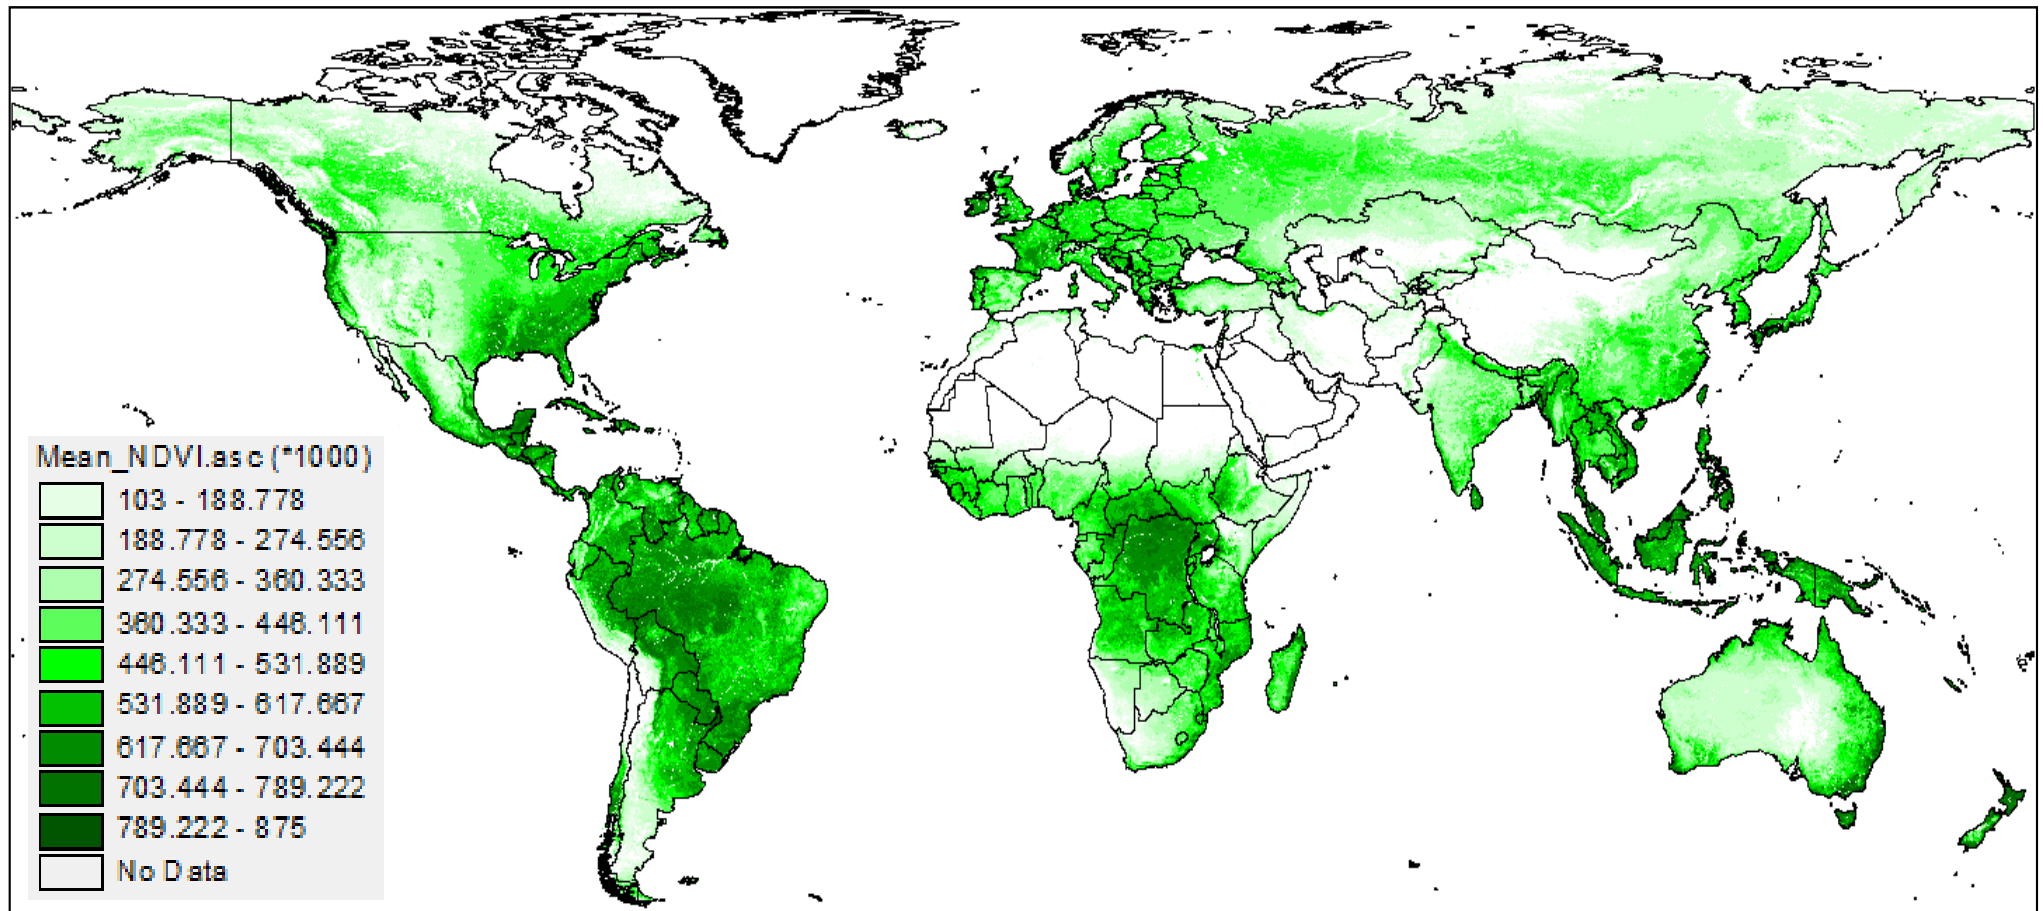 Mean_NDVI.asc (*1000)
103 - 188.778
188.778 - 274.556
274.556 - 360.333
360.333 - 446.111
446.111 - 531.889
531.889 - 617.667
617.667 - 703.444
703.444 - 789.222
789.222 - 875
No Data